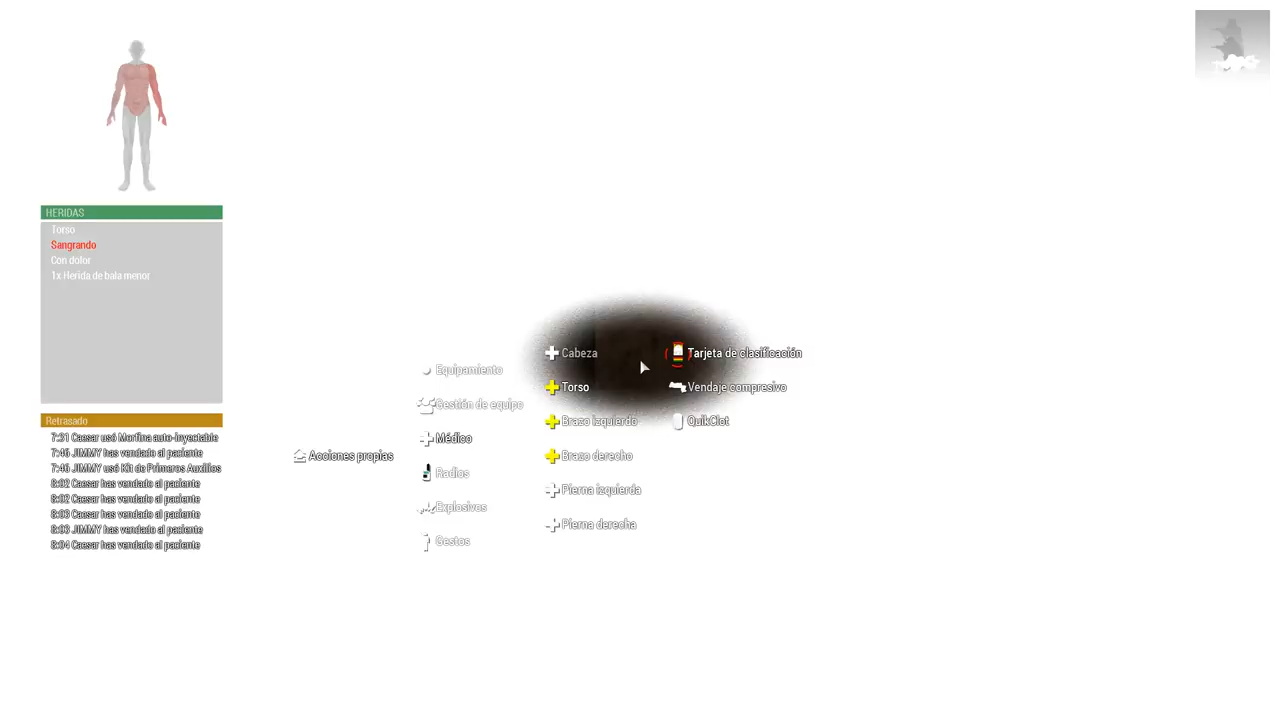 HERIDAS
Torso
Sangrando
Con dolor
1x Herida de bala menor
Retrasado
7:31 Caesar usó Morfina auto-inyectable
7:46 JIMMY ha vendado al paciente
7:46 JIMMY usó Kit de Primeros Auxilios
8:02 Caesar has vendado al paciente
8:02 Caesar has vendado al paciente
8:03 Caesar has vendado al paciente
8:03 JIMMY has vendado al paciente
8:04 Caesar has vendado al paciente
Acciones propias
Equipamiento
Gestión de equipo
Médico
Radios
Explosivos
Gestos
Cabeza
Torso
Brazo izquierdo
Brazo derecho
Pierna izquierda
Pierna derecha
Tarjeta de clasificación
Vendaje compresivo
QuikClot